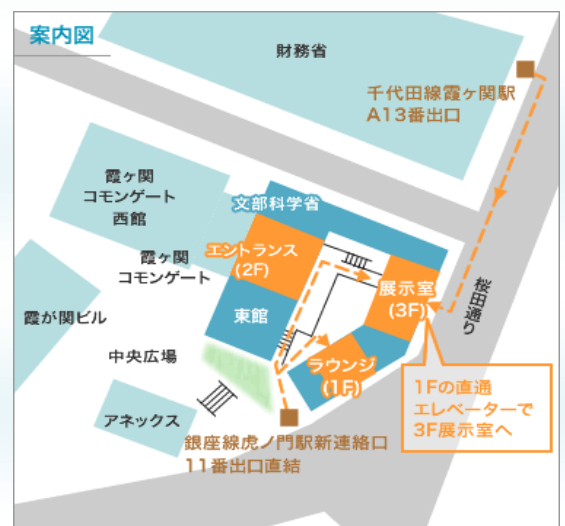 案内図
財務省
千代田線霞ヶ関駅
A13番出口
霞ヶ関
コモンゲート
西館
文部科学省
エントランス
(2F)
霞ヶ関
コモンゲート
展示室
(3F)
桜田通り
霞が関ビル
東館
中央広場
ラウンジ
(1F)
1Fの直通
エレベーターで
3F展示室へ
アネックス
銀座線虎ノ門駅新連絡口
11番出口直結